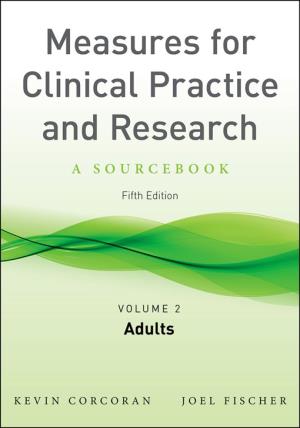 Measures for
Clinical Practice
and Research
A SOURCEBOOK
Fifth Edition
VOLUME 2
Adults
KEVIN CORCORAN JOEL FISCHER